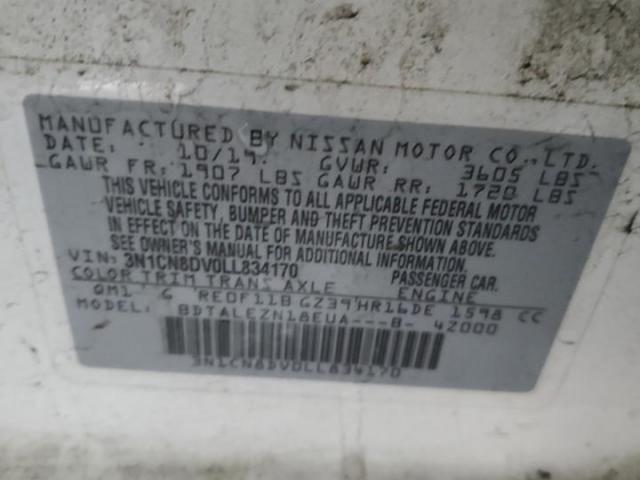 MANUFACTURED BY NISSAN MOTOR CO.,LTD.
DATE: 10/19 GVWR: 3605 LBS
GAWR FR: 1907 LBS GAWR RR: 1720 LBS
THIS VEHICLE CONFORMS TO ALL APPLICABLE FEDERAL MOTOR
VEHICLE SAFETY, BUMPER AND THEFT PREVENTION STANDARDS
IN EFFECT ON THE DATE OF MANUFACTURE SHOWN ABOVE.
SEE OWNER'S MANUAL FOR ADDITIONAL INFORMATION.
VIN: 3N1CN8DV0LL834170 PASSENGER CAR.
COLOR TRIM TRANS AXLE ENGINE
QM1 G RE0F11B GZ39 HR16DE 1598 CC
MODEL: BDTALEZN18EUA---B- 42000
3N1CN8DV0LL834170